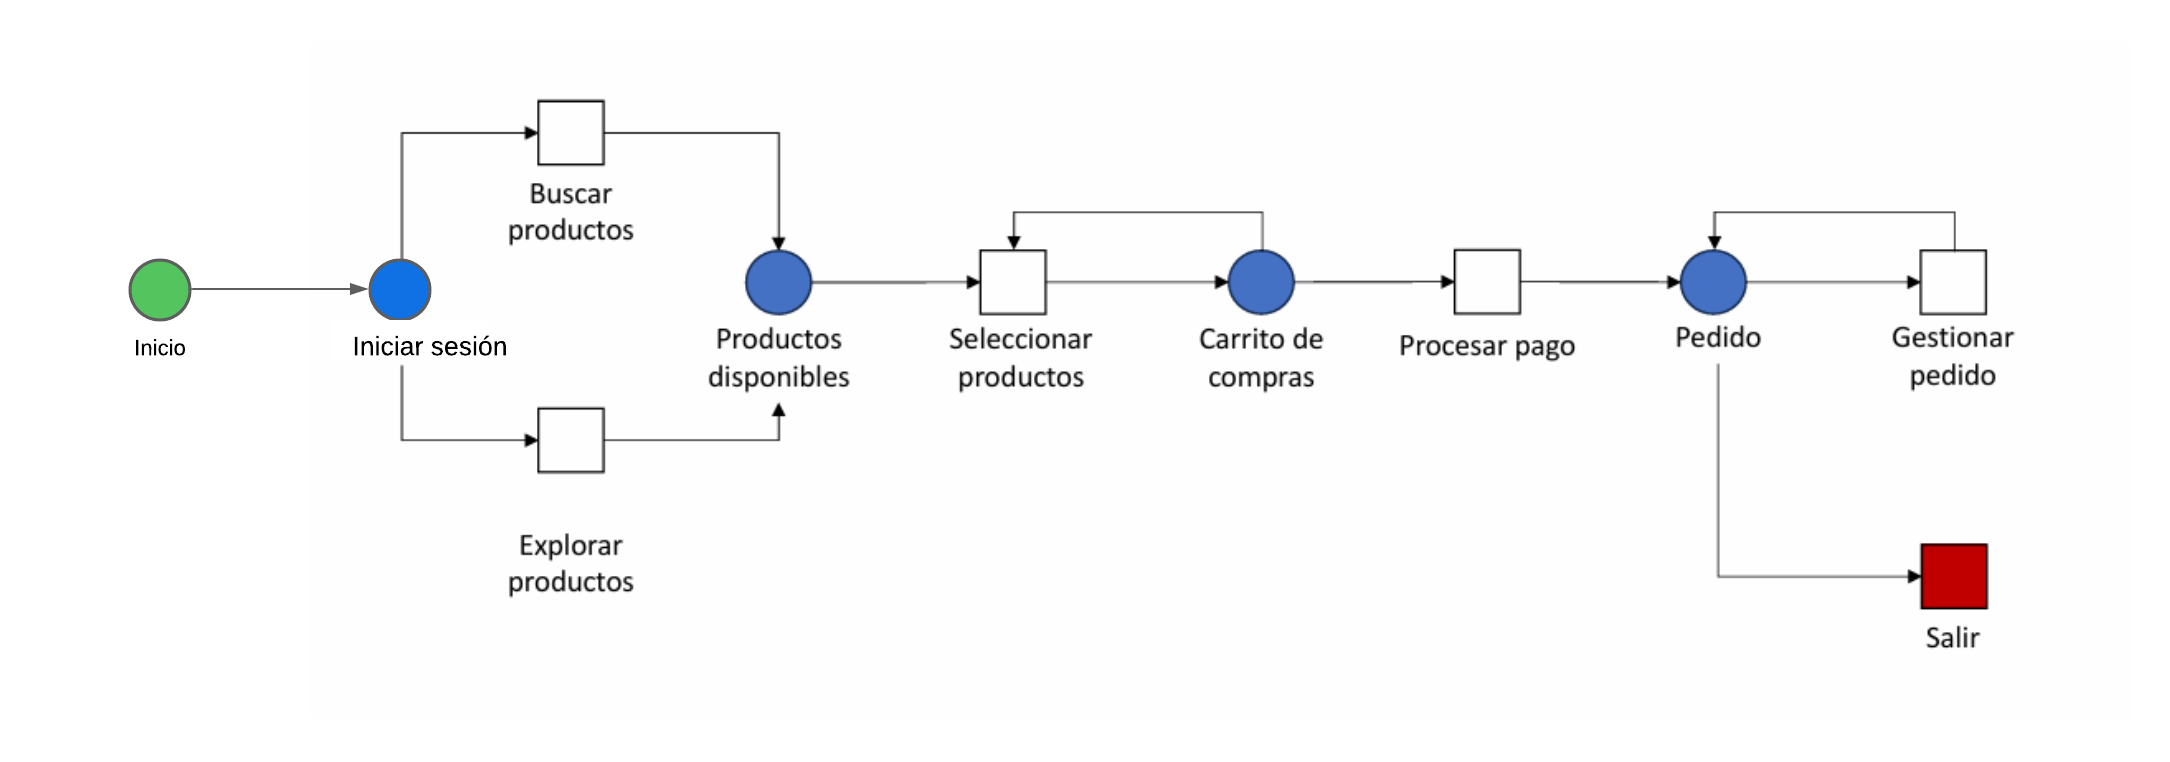 Buscar
productos
Inicio
Iniciar sesión
Productos
disponibles
Seleccionar
productos
Carrito de
compras
Procesar pago
Pedido
Gestionar
pedido
Explorar
productos
Salir